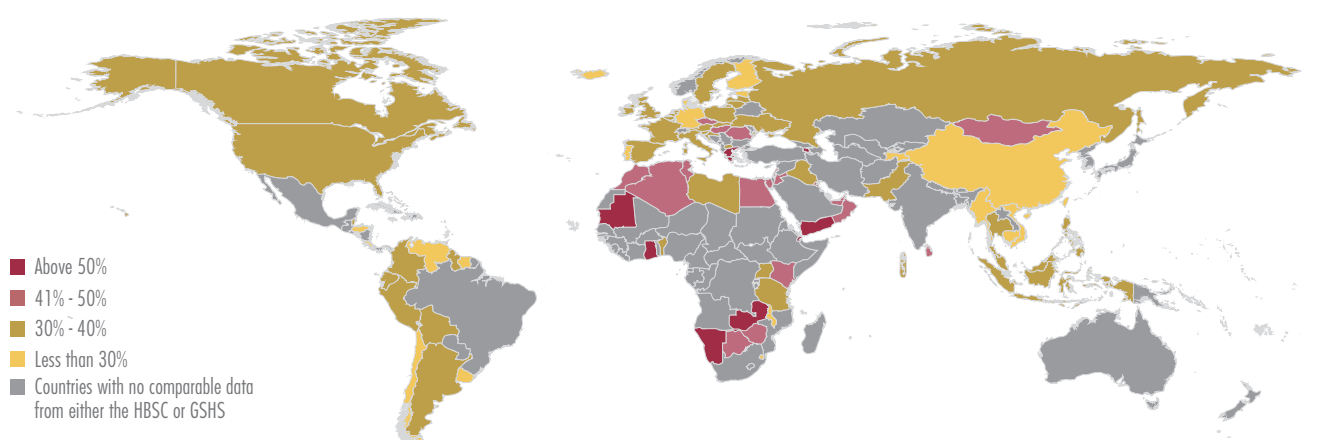 Above 50%
41% - 50%
30% - 40%
Less than 30%
Countries with no comparable data
from either the HBSC or GSHS